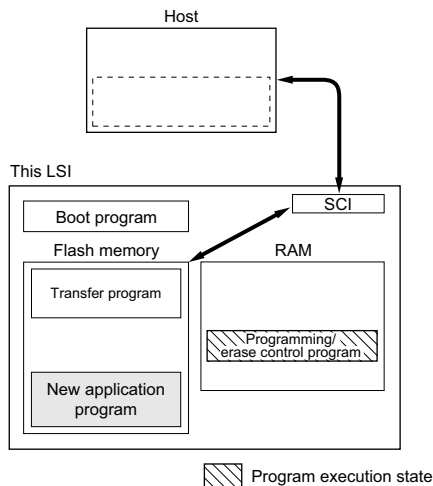 Host
This LSI
SCI
Boot program
Flash memory
RAM
Transfer program
Programming/
erase control program
New application
program
Program execution state